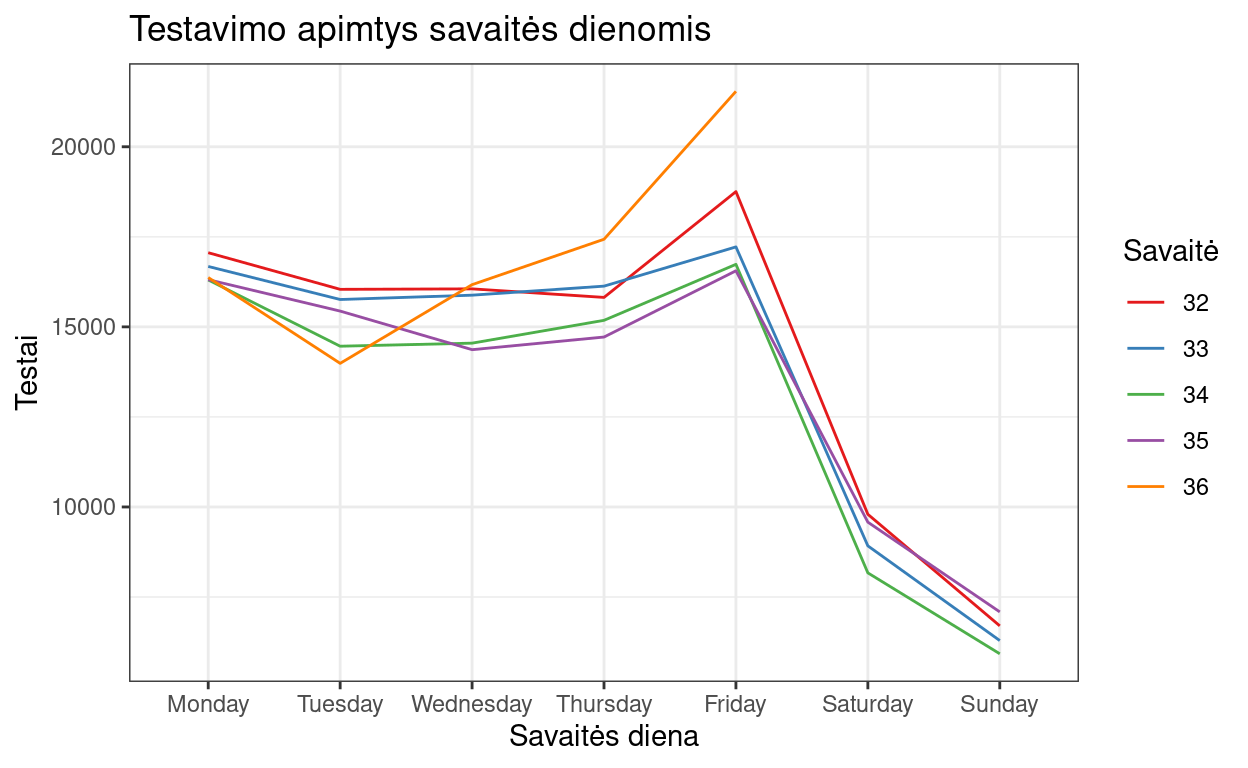 Testavimo apimtys savaitės dienomis
20000
15000
10000
Testai
Monday Tuesday Wednesday Thursday Friday Saturday Sunday
Savaitės diena
Savaitė
32
33
34
35
36